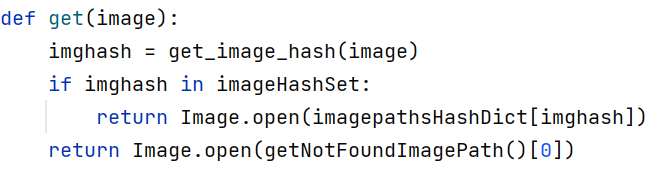 def get(image):
    imghash = get_image_hash(image)
    if imghash in imageHashSet:
        return Image.open(imagepathsHashDict[imghash])
    return Image.open(getNotFoundImagePath()[0])